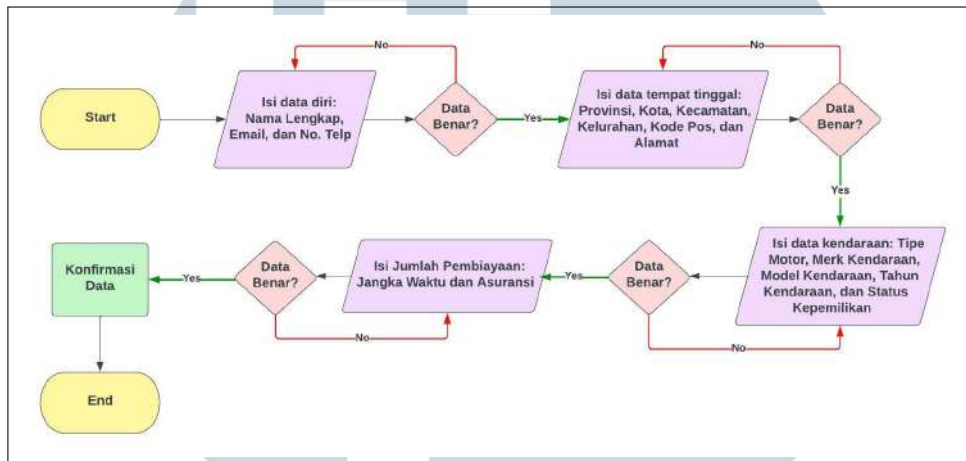 Start
Isi data diri:
Nama Lengkap,
Email, dan No. Telp
No
Data
Benar?
Yes
Isi data tempat tinggal:
Provinsi, Kota, Kecamatan,
Kelurahan, Kode Pos, dan
Alamat
No
Data
Benar?
Yes
Isi data kendaraan: Tipe
Motor, Merk Kendaraan,
Model Kendaraan, Tahun
Kendaraan, dan Status
Kepemilikan
No
Data
Benar?
Yes
Isi Jumlah Pembiayaan:
Jangka Waktu dan Asuransi
No
Data
Benar?
Yes
Konfirmasi
Data
End